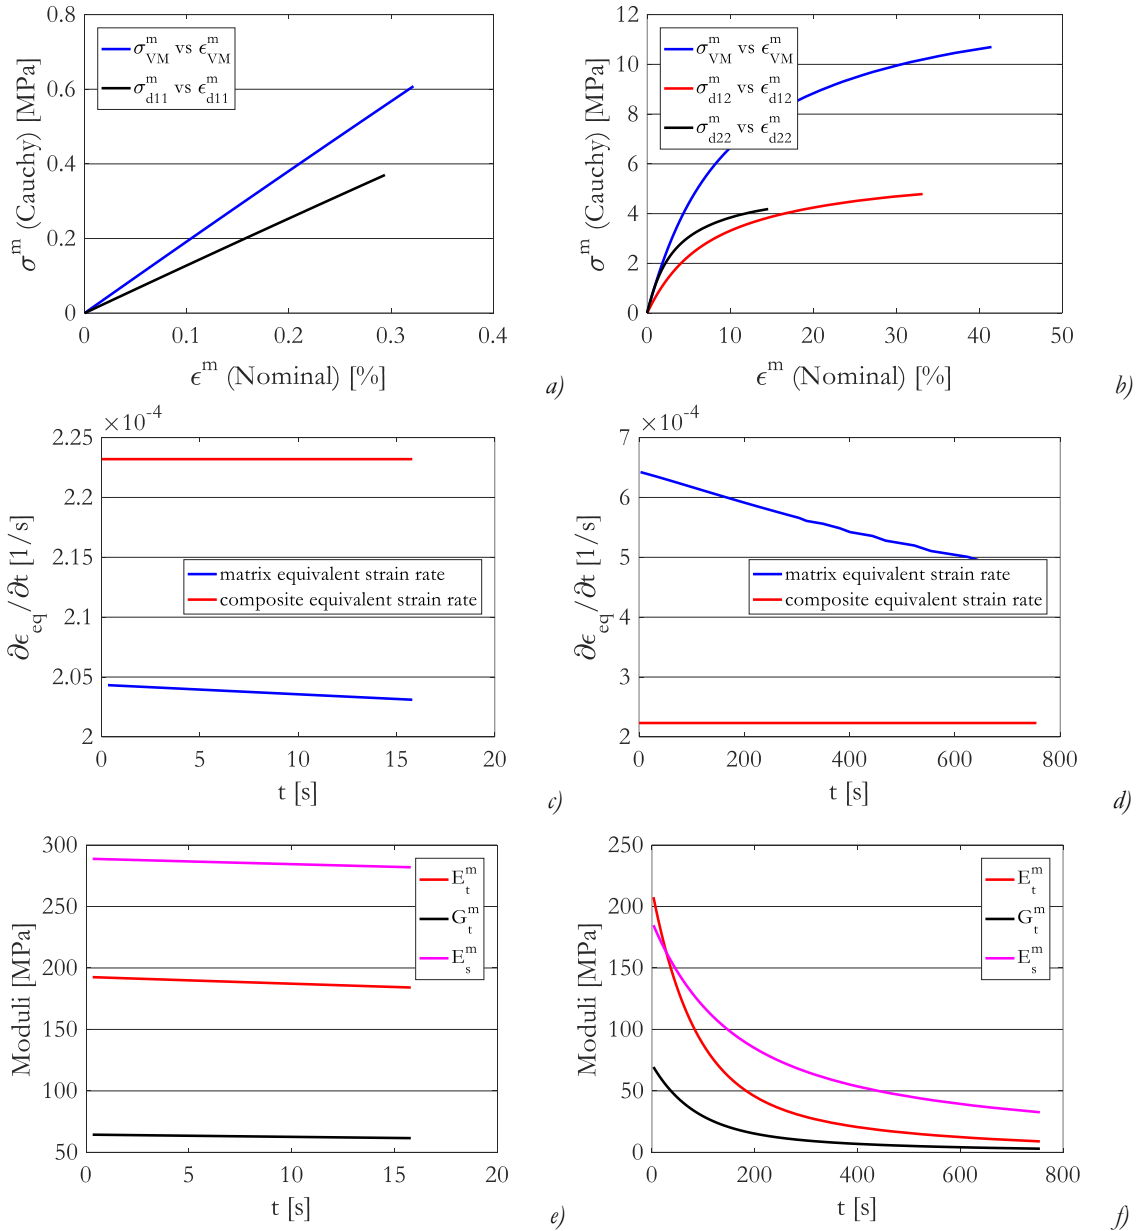 0.8
0.6
0.4
0.2
0
0
0.1
0.2
0.3
0.4
σ^m (Cauchy) [MPa]
ϵ^m (Nominal) [%]
σ^m_VM vs ϵ^m_VM
σ^m_d11 vs ϵ^m_d11
a)
12
10
8
6
4
2
0
0
10
20
30
40
50
σ^m (Cauchy) [MPa]
ϵ^m (Nominal) [%]
σ^m_VM vs ϵ^m_VM
σ^m_d12 vs ϵ^m_d12
σ^m_d22 vs ϵ^m_d22
b)
×10^-4
2.225
2.2
2.15
2.1
2.05
2
0
5
10
15
20
∂ϵ_eq/∂t [1/s]
t [s]
matrix equivalent strain rate
composite equivalent strain rate
c)
×10^-4
7
6
5
4
3
2
0
200
400
600
800
∂ϵ_eq/∂t [1/s]
t [s]
matrix equivalent strain rate
composite equivalent strain rate
d)
300
250
200
150
100
50
0
5
10
15
20
Moduli [MPa]
t [s]
E^m_t
G^m_t
E^m_s
e)
250
200
150
100
50
0
0
200
400
600
800
Moduli [MPa]
t [s]
E^m_t
G^m_t
E^m_s
f)